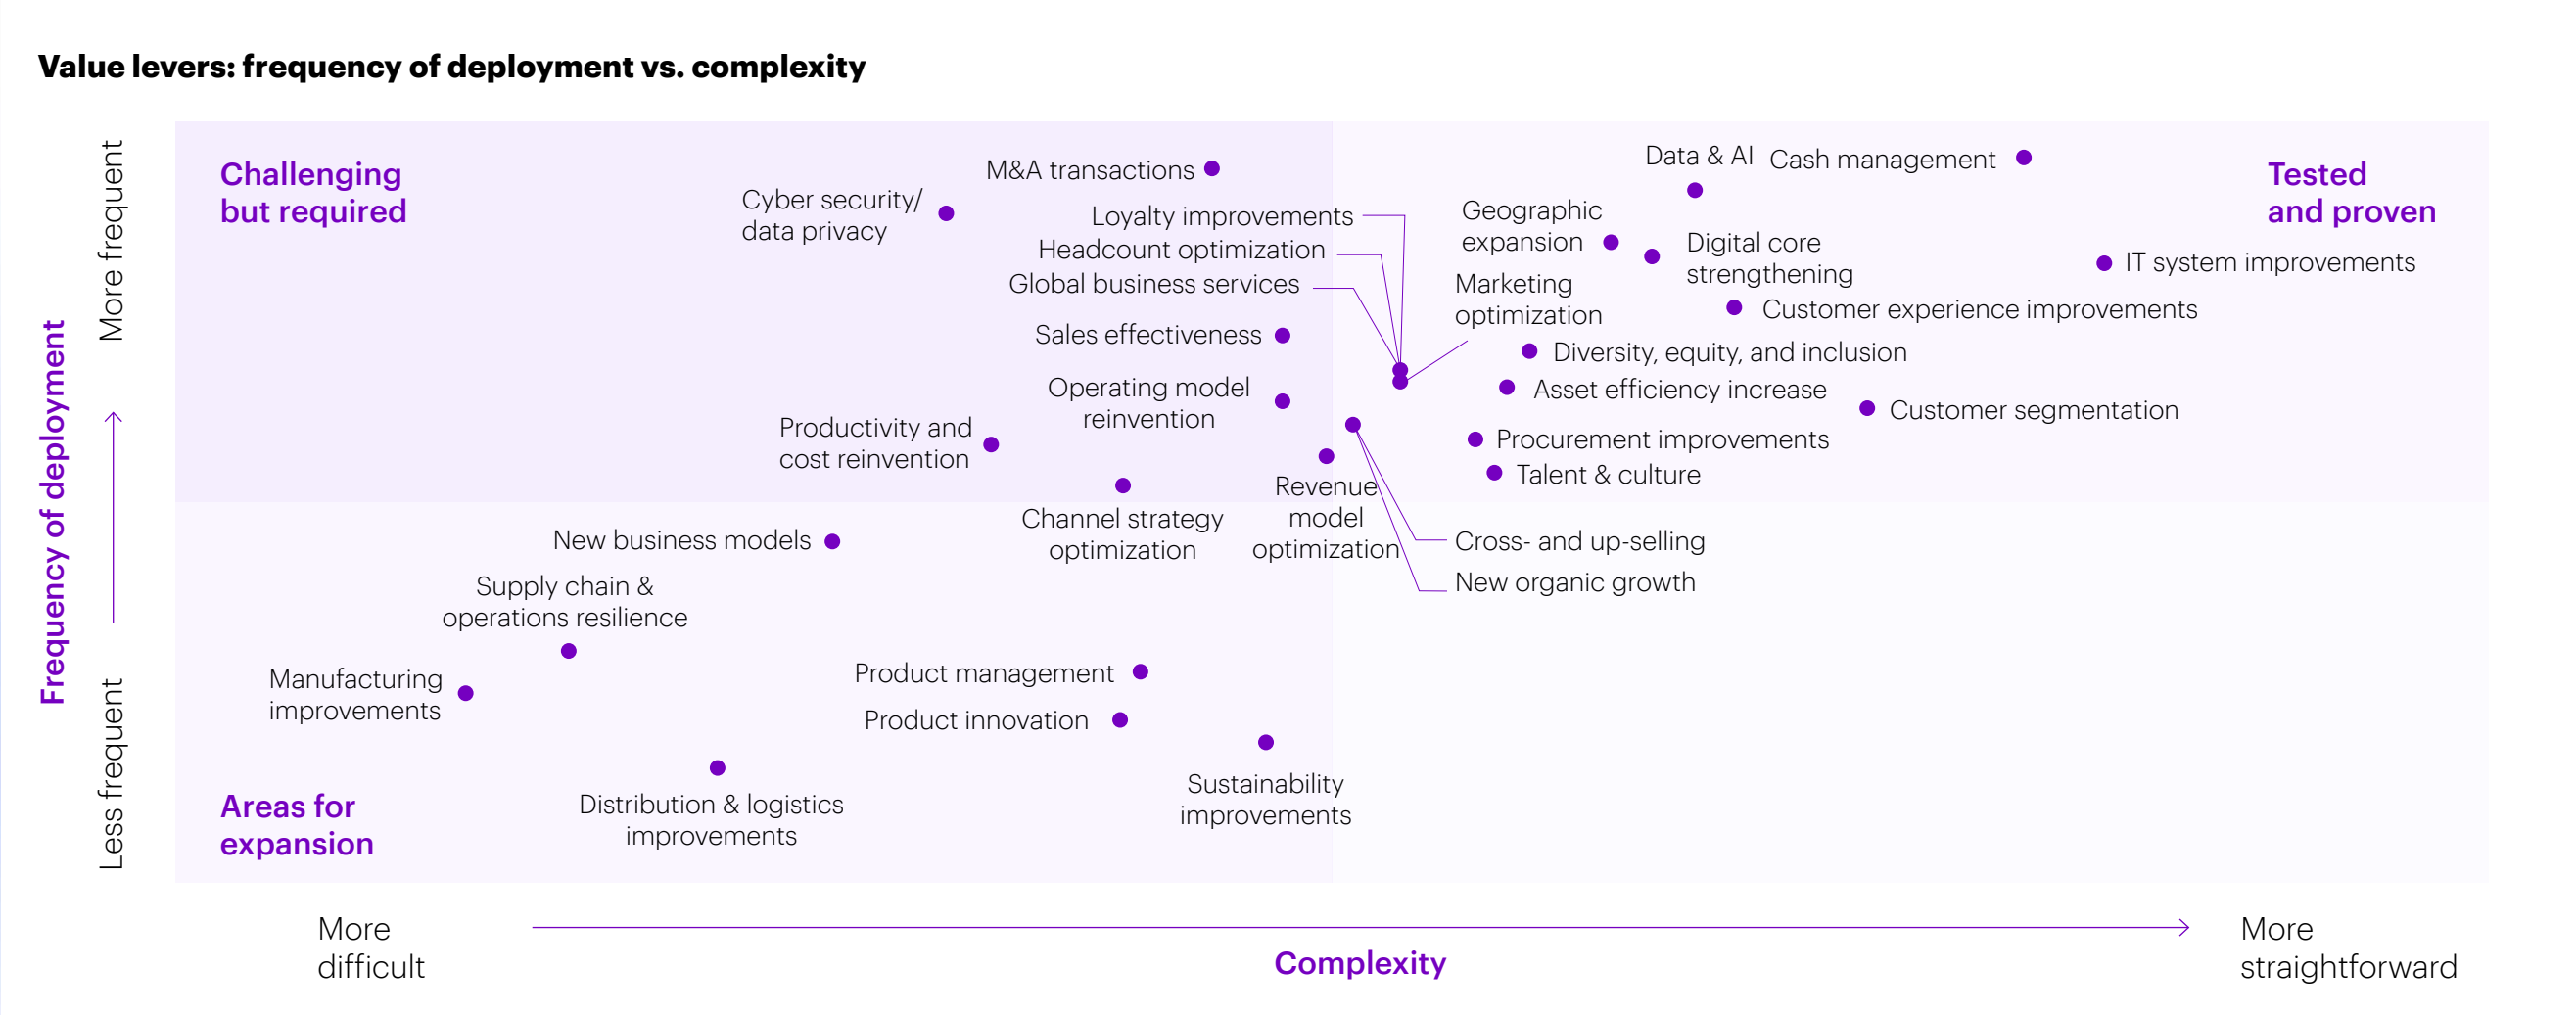 Value levers: frequency of deployment vs. complexity
Frequency of deployment
More frequent
Less frequent
Challenging
but required
Tested
and proven
Areas for
expansion
M&A transactions
Cyber security/
data privacy
Loyalty improvements
Headcount optimization
Global business services
Sales effectiveness
Operating model
reinvention
Productivity and
cost reinvention
Channel strategy
optimization
Revenue
model
optimization
Data & AI
Cash management
Geographic
expansion
Digital core
strengthening
IT system improvements
Marketing
optimization
Customer experience improvements
Diversity, equity, and inclusion
Asset efficiency increase
Customer segmentation
Procurement improvements
Talent & culture
Cross- and up-selling
New organic growth
New business models
Supply chain &
operations resilience
Manufacturing
improvements
Product management
Product innovation
Distribution & logistics
improvements
Sustainability
improvements
More
difficult
Complexity
More
straightforward